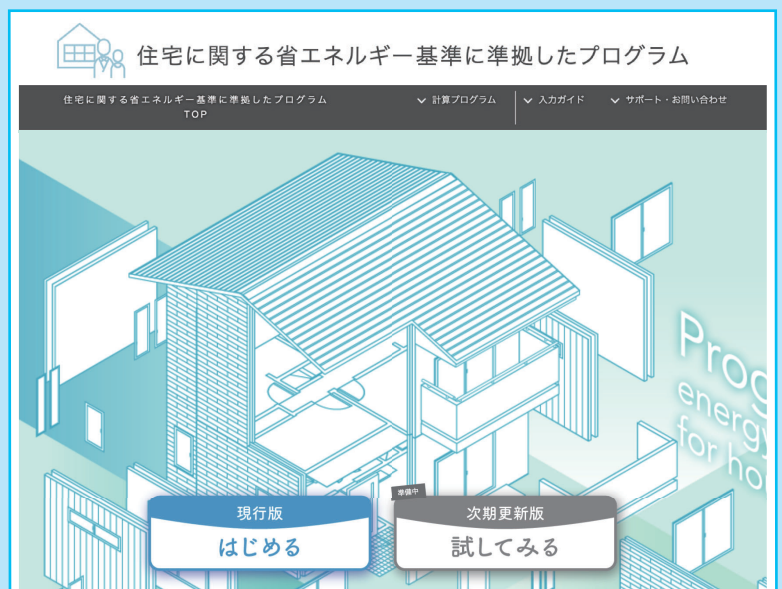 住宅に関する省エネルギー基準に準拠したプログラム
住宅に関する省エネルギー基準に準拠したプログラム
TOP
計算プログラム
入力ガイド
サポート・お問い合わせ
Prog
energy
for hou
準備中
現行版
はじめる
次期更新版
試してみる